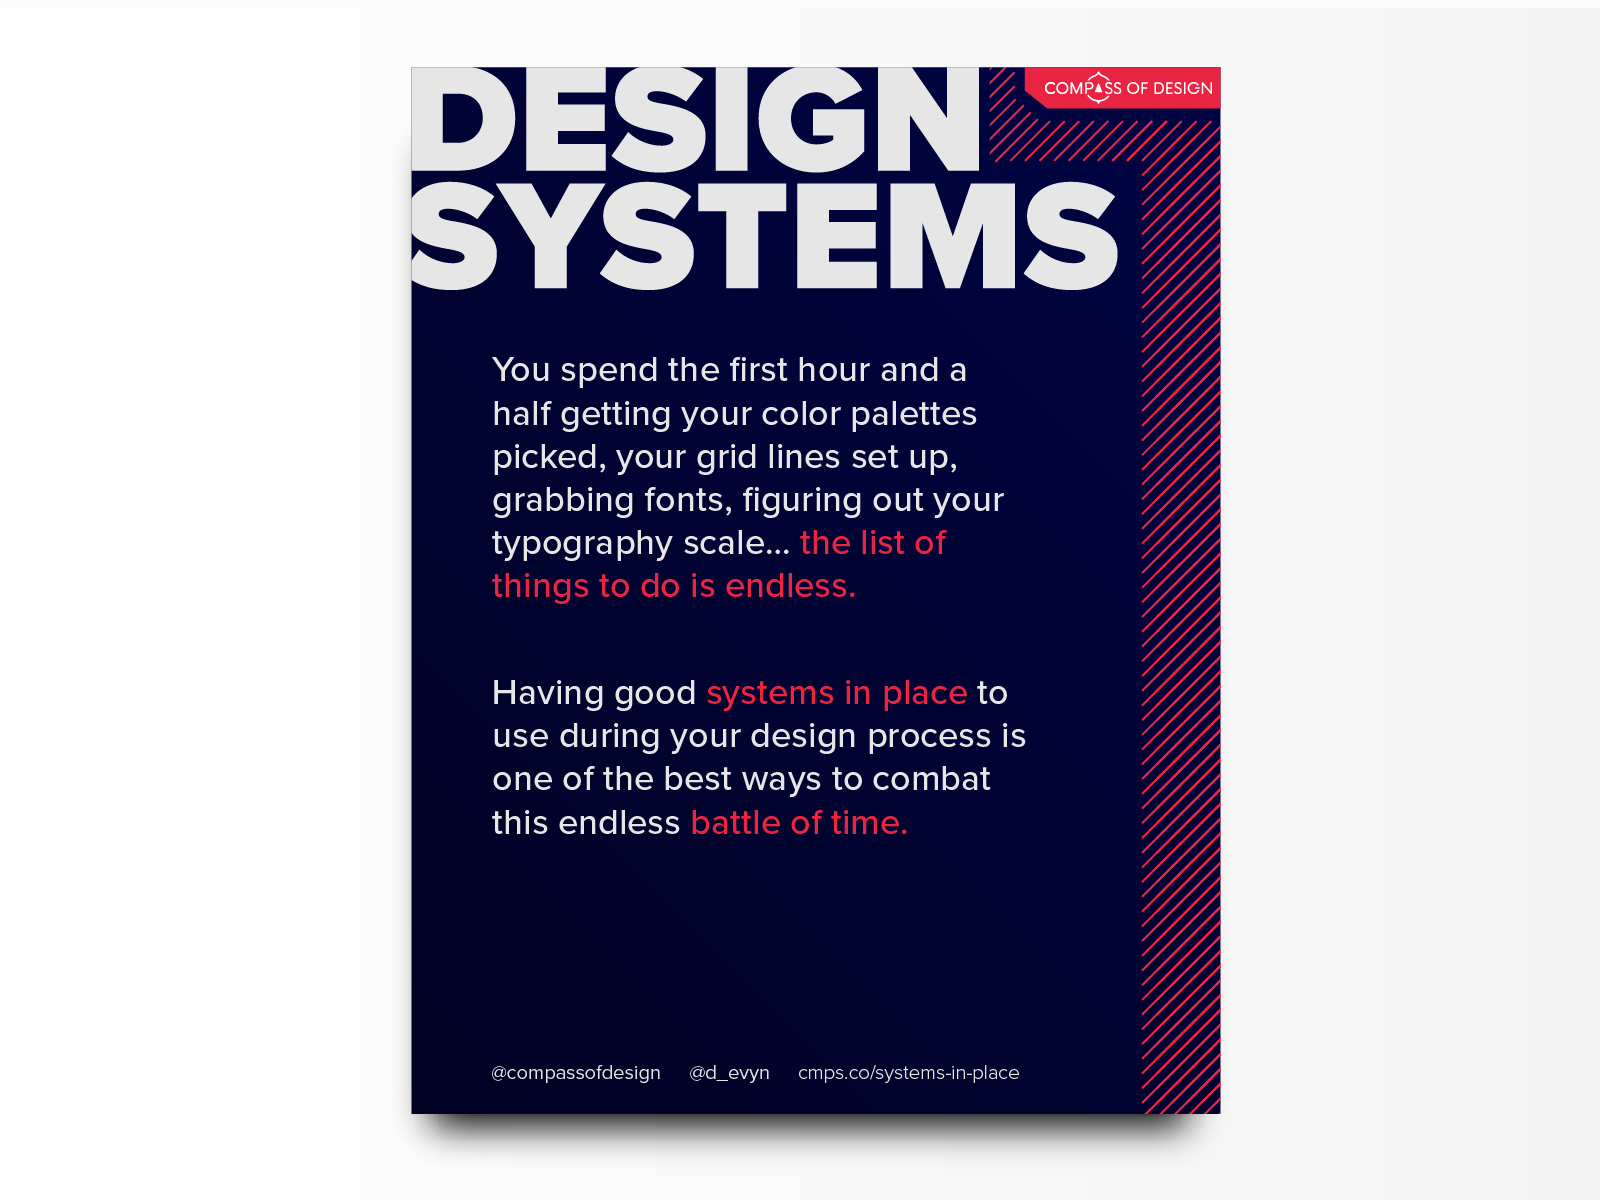 DESIGN
COMPASS OF DESIGN
SYSTEMS
You spend the first hour and a
half getting your color palettes
picked, your grid lines set up,
grabbing fonts, figuring out your
typography scale... the list of
things to do is endless.
Having good systems in place to
use during your design process is
one of the best ways to combat
this endless battle of time.
@compassofdesign @d_evyn cmps.co/systems-in-place